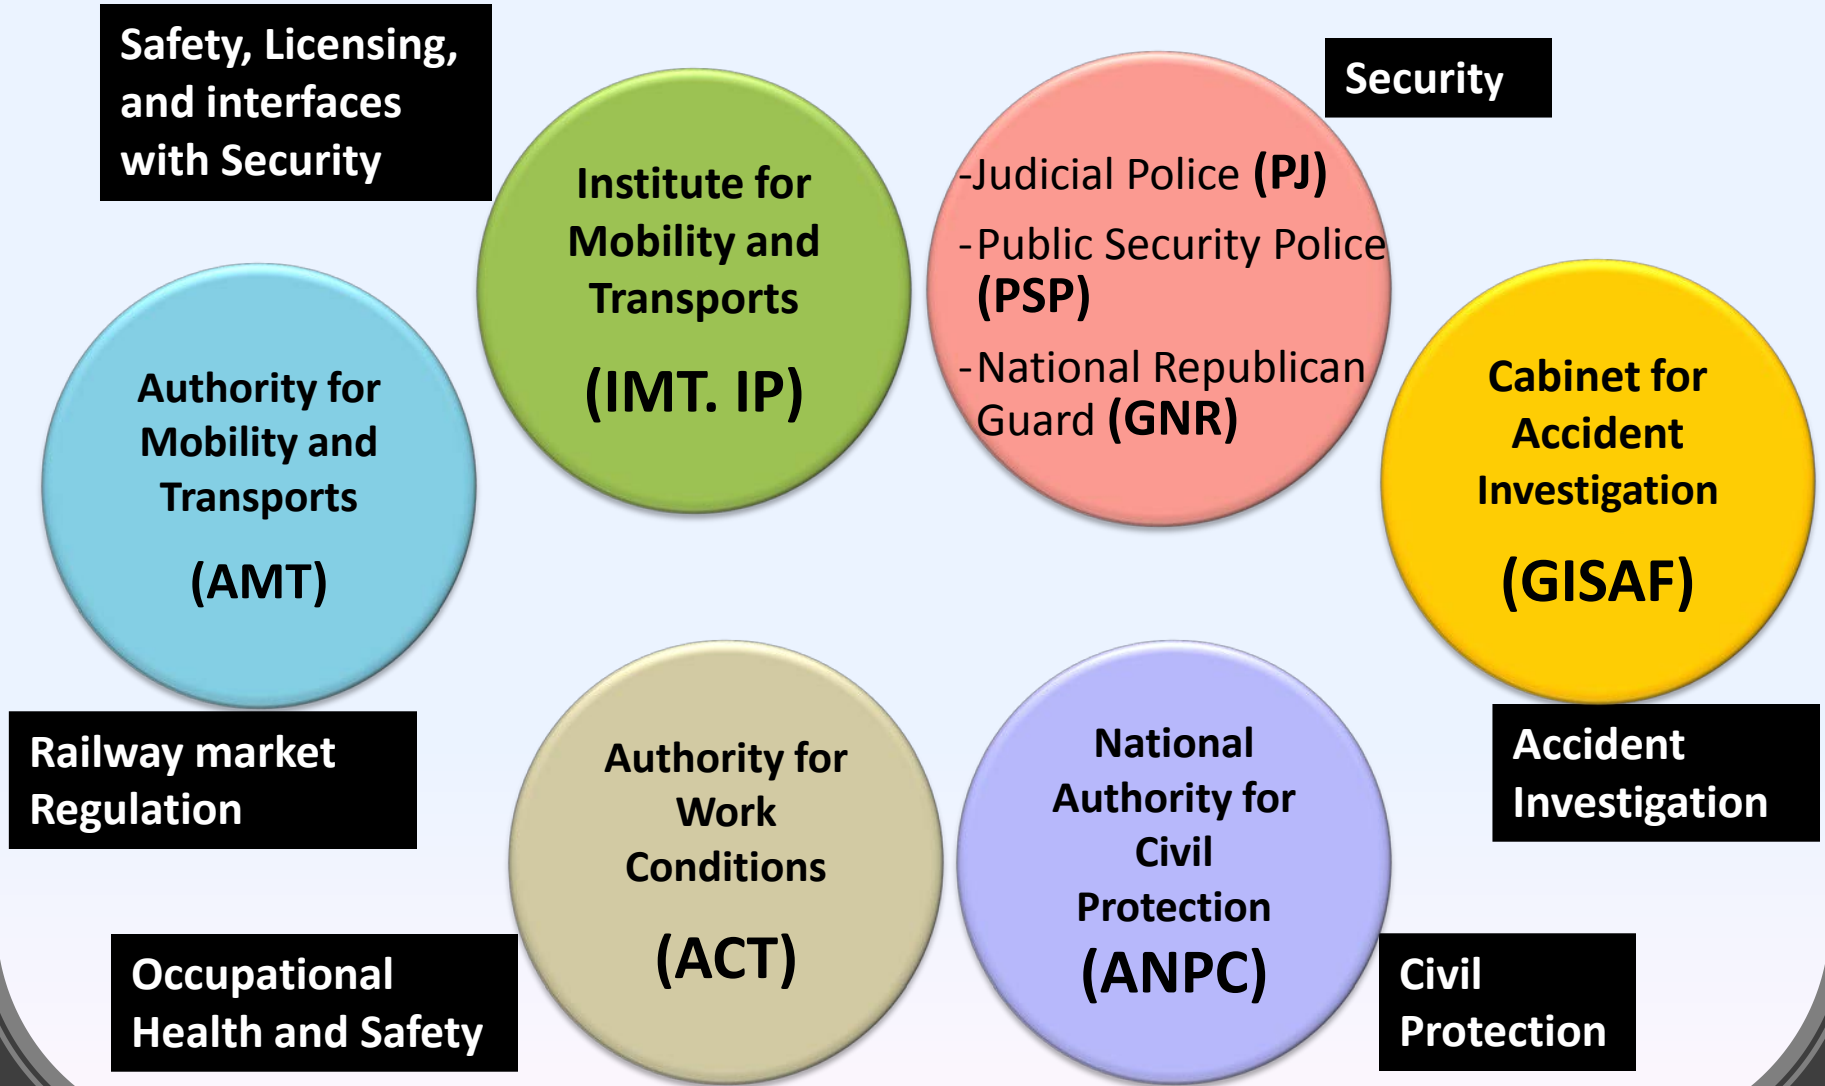 Safety, Licensing,
and interfaces
with Security
Institute for
Mobility and
Transports
(IMT. IP)
Security
-Judicial Police (PJ)
-Public Security Police
(PSP)
-National Republican
Guard (GNR)
Authority for
Mobility and
Transports
(AMT)
Railway market
Regulation
Cabinet for
Accident
Investigation
(GISAF)
Accident
Investigation
Authority for
Work
Conditions
(ACT)
Occupational
Health and Safety
National
Authority for
Civil
Protection
(ANPC)
Civil
Protection